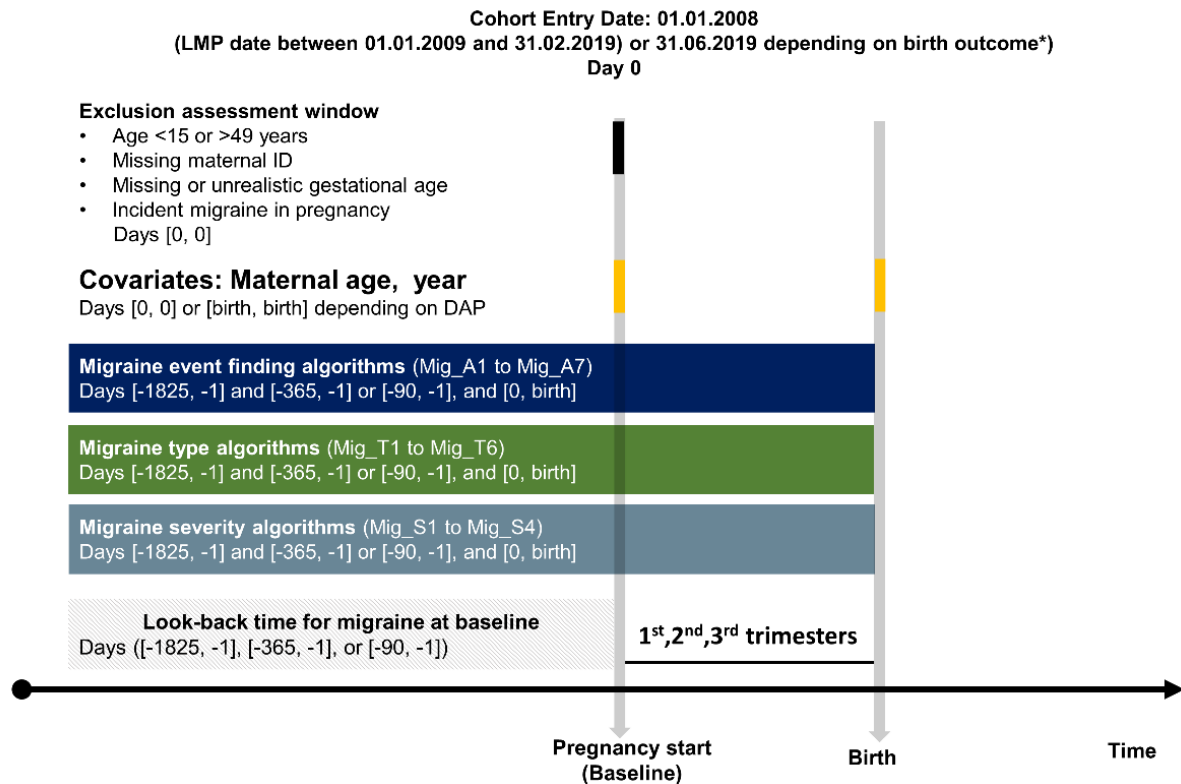 Cohort Entry Date: 01.01.2008
(LMP date between 01.01.2009 and 31.02.2019) or 31.06.2019 depending on birth outcome*)
Day 0
Exclusion assessment window
• Age <15 or >49 years
• Missing maternal ID
• Missing or unrealistic gestational age
• Incident migraine in pregnancy
Days [0, 0]
Covariates: Maternal age, year
Days [0, 0] or [birth, birth] depending on DAP
Migraine event finding algorithms (Mig_A1 to Mig_A7)
Days [-1825, -1] and [-365, -1] or [-90, -1], and [0, birth]
Migraine type algorithms (Mig_T1 to Mig_T6)
Days [-1825, -1] and [-365, -1] or [-90, -1], and [0, birth]
Migraine severity algorithms (Mig_S1 to Mig_S4)
Days [-1825, -1] and [-365, -1] or [-90, -1], and [0, birth]
Look-back time for migraine at baseline
Days ([-1825, -1], [-365, -1], or [-90, -1])
1st,2nd,3rd trimesters
Pregnancy start
(Baseline)
Birth
Time